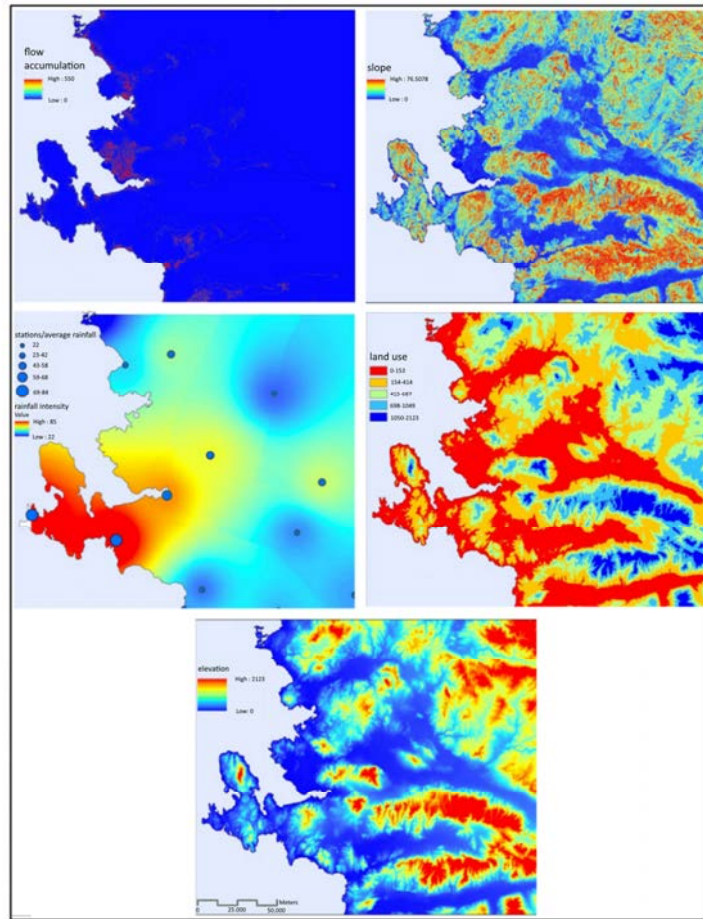 flow
accumulation
High : 550
Low : 0
slope
High : 76.5078
Low : 0
stations/average rainfall
22
23-42
43-58
59-68
69-84
rainfall intensity
Value
High : 85
Low : 22
land use
0-153
154-414
415-697
698-1049
1050-2123
elevation
High : 2123
Low: 0
Meters
0 25.000 50.000